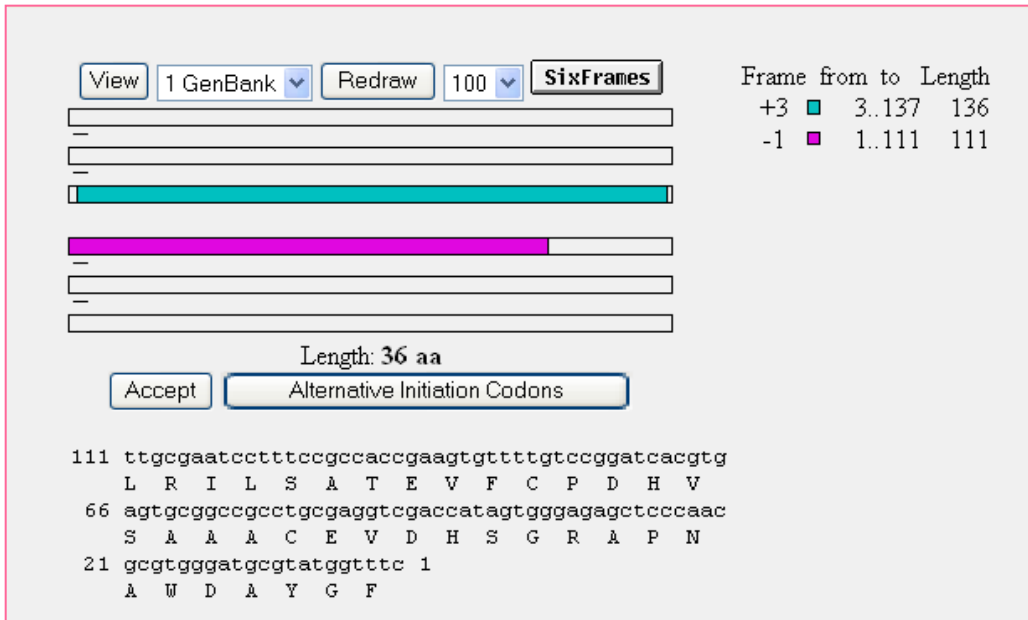 View 1 GenBank Redraw 100 SixFrames
Frame from to Length
+3 3..137 136
-1 1..111 111
Length: 36 aa
Accept Alternative Initiation Codons
111 ttgcgaatcctttccgccaccgaagtgttttgtccggatcacgtg
L R I L S A T E V F C P D H V
66 agtgcggccgcctgcgaggtcgaccatagtgggagagctcccaac
S A A A C E V D H S G R A P N
21 gcgtgggatgcgtatggtttc 1
A W D A Y G F